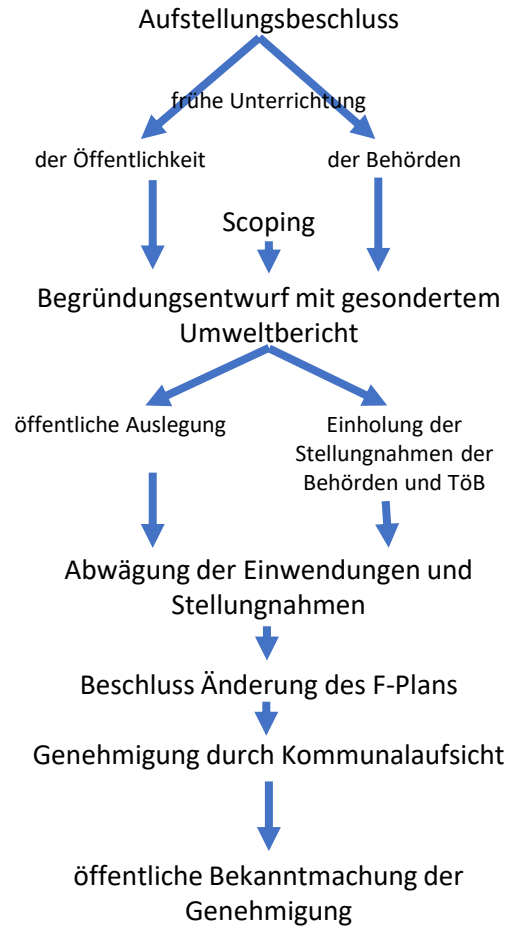 Aufstellungsbeschluss
frühe Unterrichtung
der Öffentlichkeit
der Behörden
Scoping
Begründungsentwurf mit gesondertem
Umweltbericht
öffentliche Auslegung
Einholung der
Stellungnahmen der
Behörden und TöB
Abwägung der Einwendungen und
Stellungnahmen
Beschluss Änderung des F-Plans
Genehmigung durch Kommunalaufsicht
öffentliche Bekanntmachung der
Genehmigung